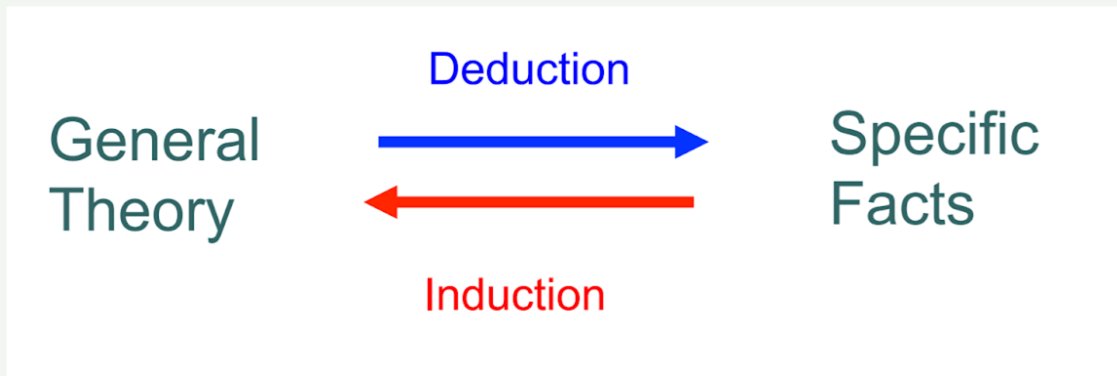 Deduction
General
Theory
Specific
Facts
Induction